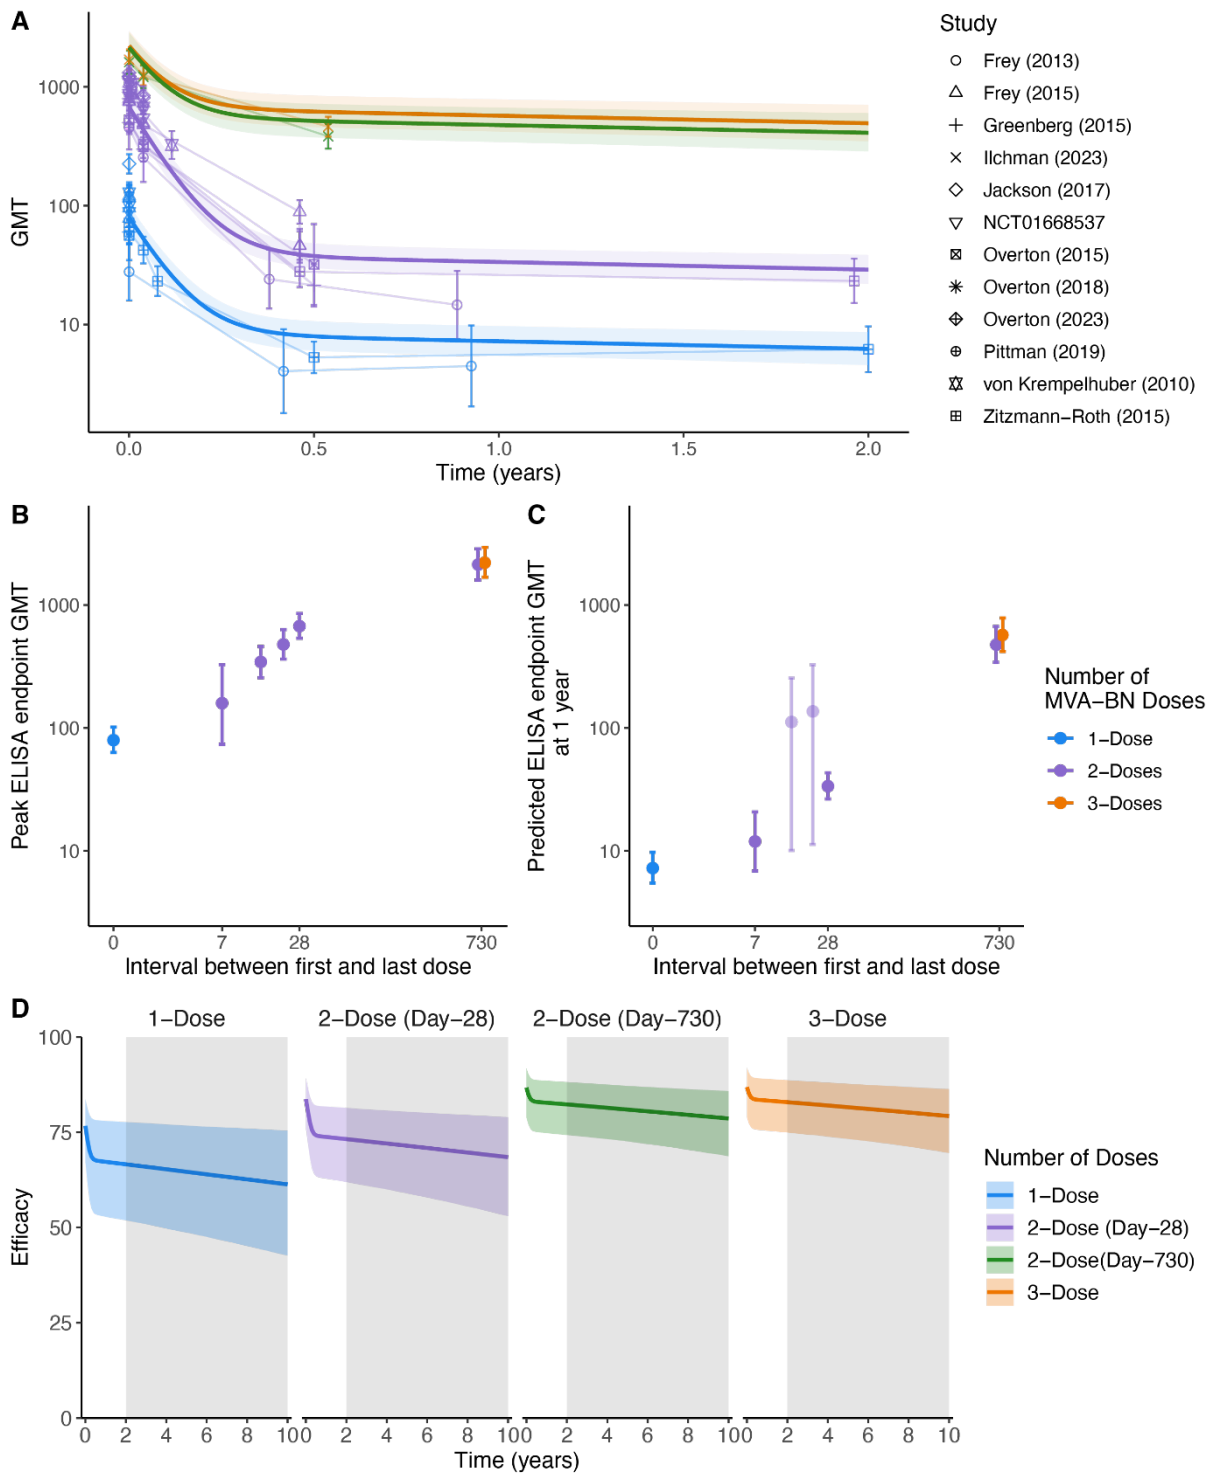 A
GMT
1000
100
10
0.0
0.5
1.0
1.5
2.0
Time (years)
Study
Frey (2013)
Frey (2015)
Greenberg (2015)
Ilchman (2023)
Jackson (2017)
NCT01668537
Overton (2015)
Overton (2018)
Overton (2023)
Pittman (2019)
von Krempelhuber (2010)
Zitzmann−Roth (2015)
B
Peak ELISA endpoint GMT
1000
100
10
0
7
28
730
Interval between first and last dose
C
Predicted ELISA endpoint GMT
at 1 year
1000
100
10
0
7
28
730
Interval between first and last dose
Number of
MVA−BN Doses
1−Dose
2−Doses
3−Doses
D
1−Dose
2−Dose (Day−28)
2−Dose (Day−730)
3−Dose
Efficacy
100
75
50
25
0
0 2 4 6 8 10
0 2 4 6 8 10
0 2 4 6 8 10
0 2 4 6 8 10
Time (years)
Number of Doses
1−Dose
2−Dose (Day−28)
2−Dose(Day−730)
3−Dose